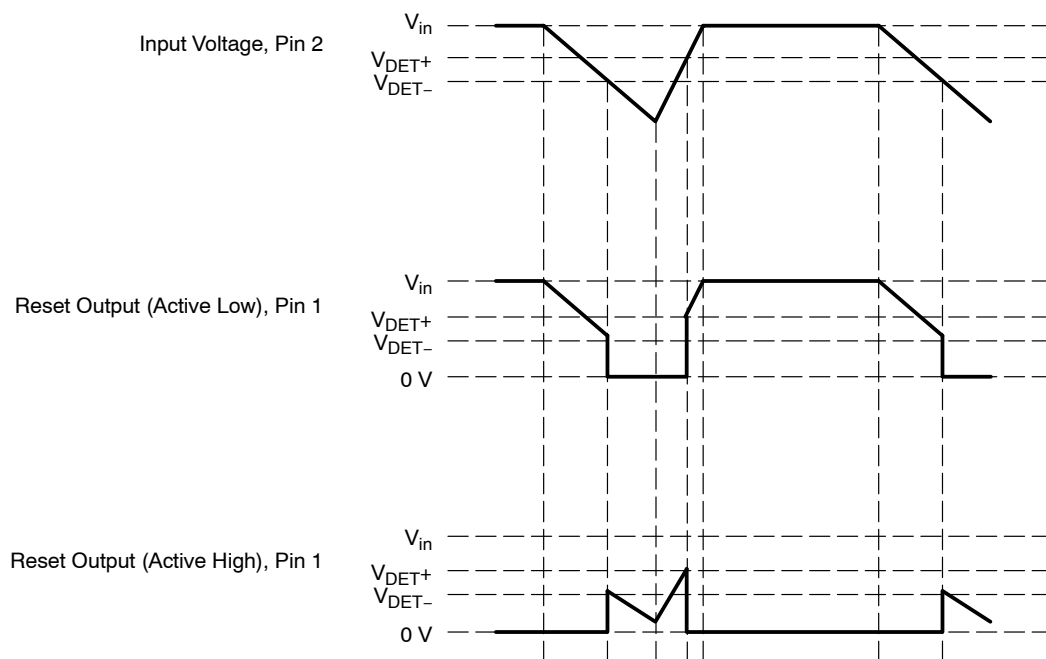 Input Voltage, Pin 2
V_in
V_DET+
V_DET−
Reset Output (Active Low), Pin 1
V_in
V_DET+
V_DET−
0 V
Reset Output (Active High), Pin 1
V_in
V_DET+
V_DET−
0 V